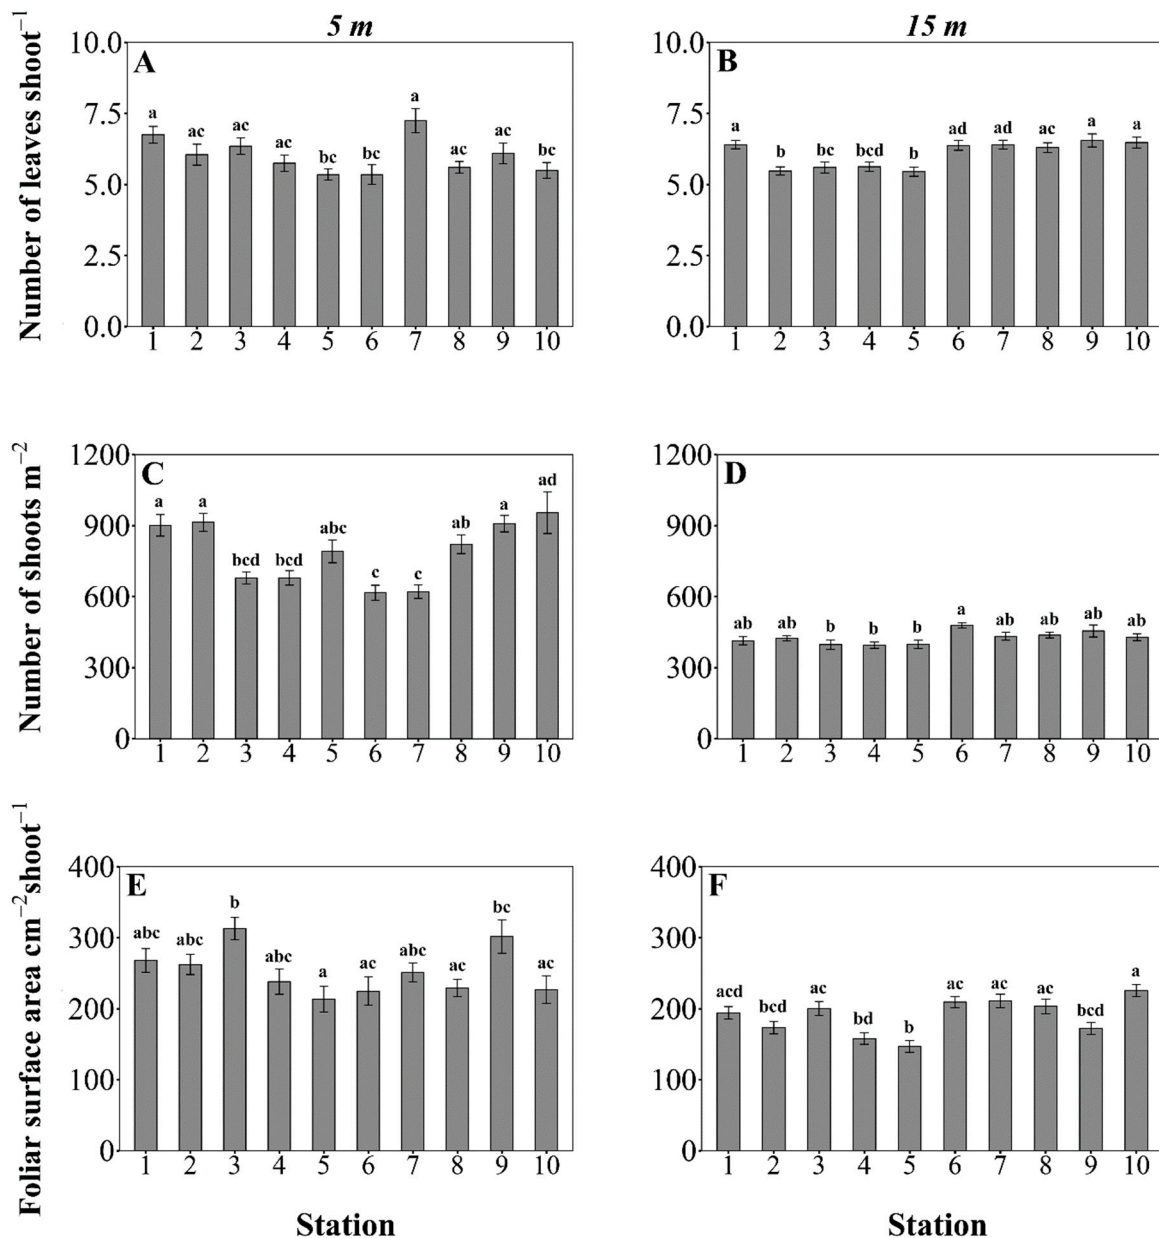 5 m
15 m
Number of leaves shoot⁻¹
10.0
7.5
5.0
2.5
0.0
A
a ac ac ac bc bc a ac ac bc
1 2 3 4 5 6 7 8 9 10
10.0
7.5
5.0
2.5
0.0
B
a b bc bcd b ad ad ac a a
1 2 3 4 5 6 7 8 9 10
Number of shoots m⁻²
1200
900
600
300
0
C
a a bcd bcd abc c c ab a ad
1 2 3 4 5 6 7 8 9 10
1200
900
600
300
0
D
ab ab b b b a ab ab ab ab
1 2 3 4 5 6 7 8 9 10
Foliar surface area cm⁻²shoot⁻¹
400
300
200
100
0
E
abc abc b abc a ac abc ac bc ac
1 2 3 4 5 6 7 8 9 10
Station
400
300
200
100
0
F
acd bcd ac bd b ac ac ac bcd a
1 2 3 4 5 6 7 8 9 10
Station